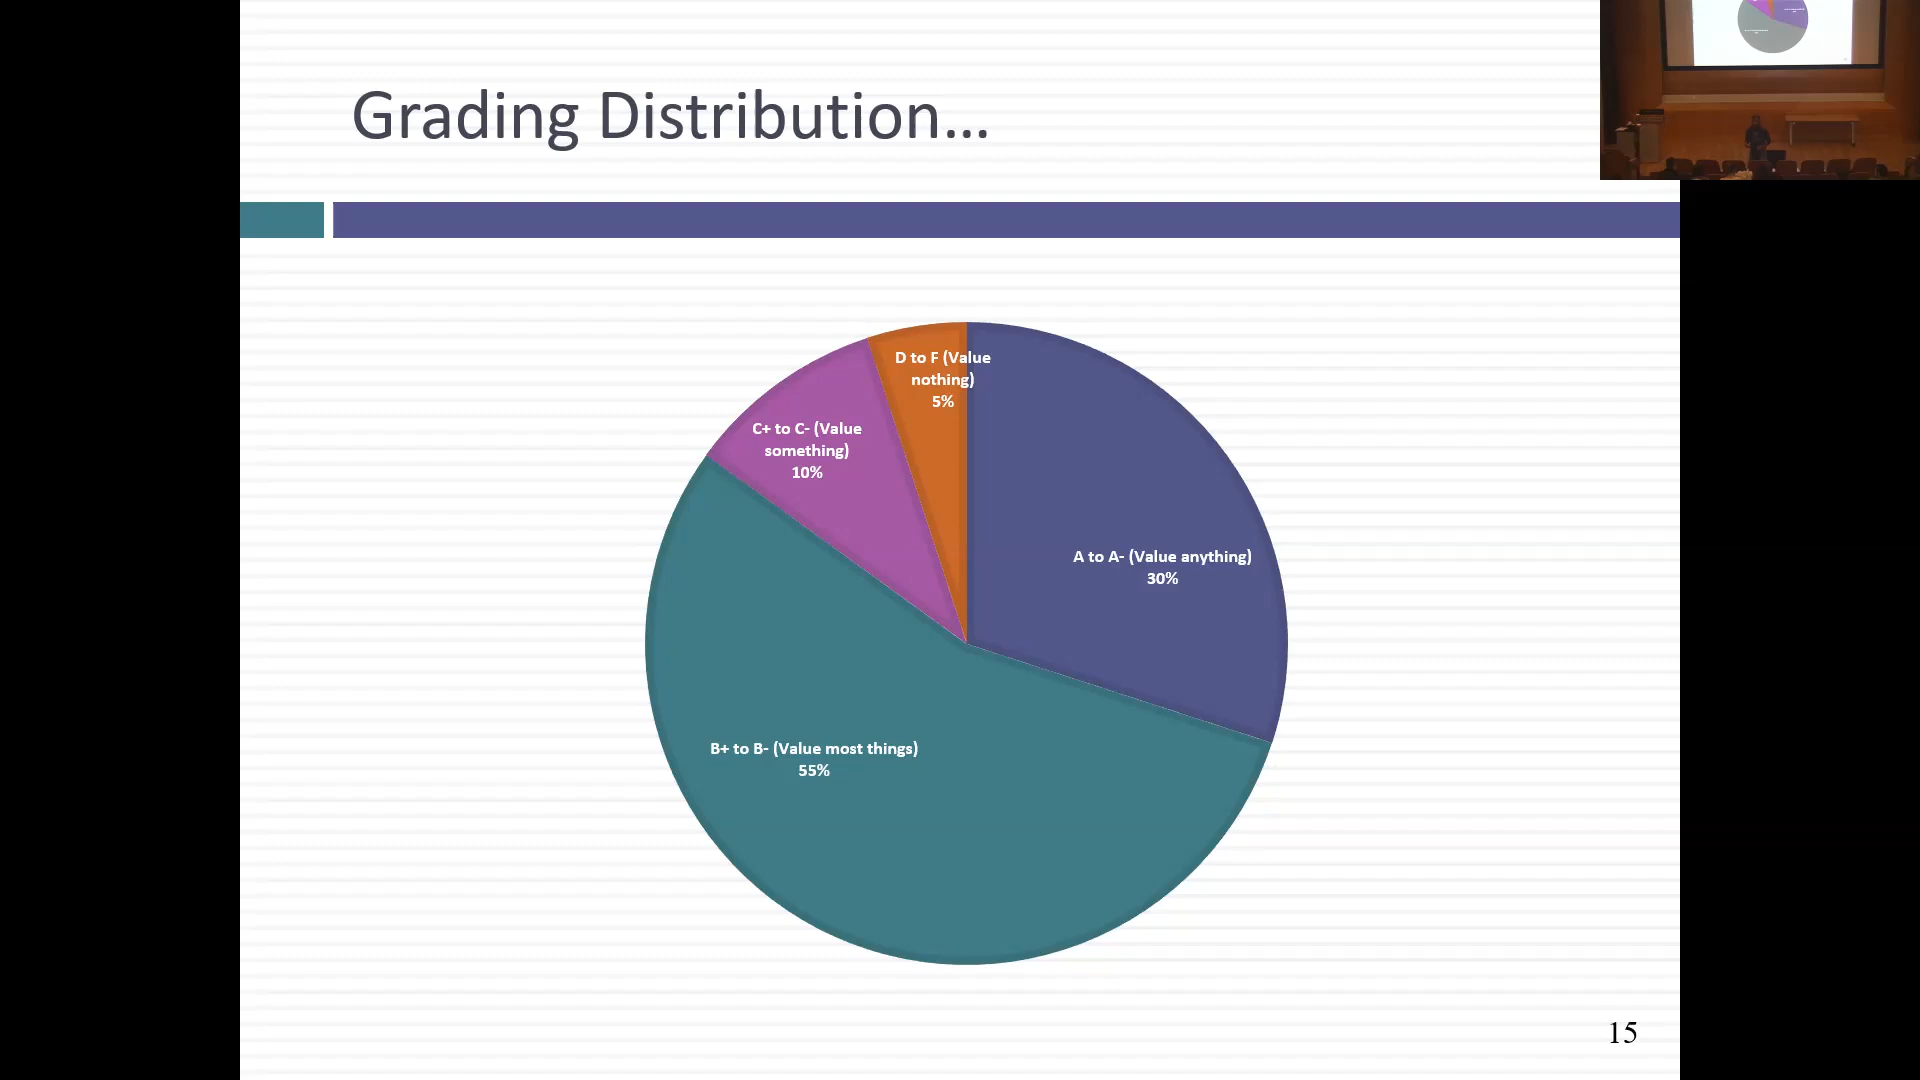 Grading Distribution...
D to F (Value
nothing)
5%
C+ to C- (Value
something)
10%
A to A- (Value anything)
30%
B+ to B- (Value most things)
55%
15